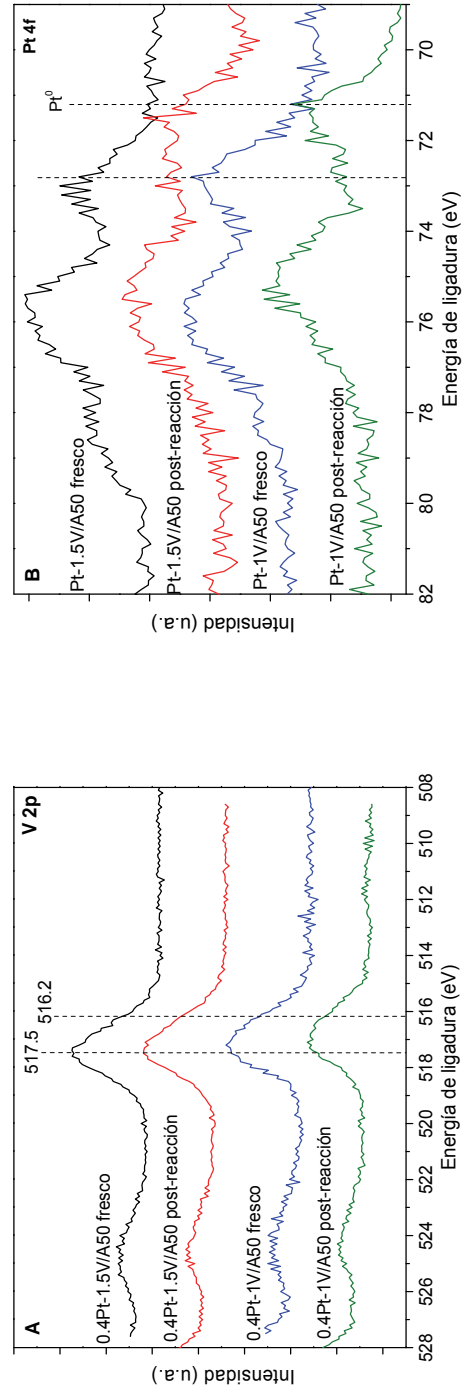 A
V 2p
517.5
516.2
0.4Pt-1.5V/A50 fresco
0.4Pt-1.5V/A50 post-reacción
0.4Pt-1V/A50 fresco
0.4Pt-1V/A50 post-reacción
Intensidad (u.a.)
528 526 524 522 520 518 516 514 512 510 508
Energía de ligadura (eV)
B
Pt 4f
Pt0
Pt-1.5V/A50 fresco
Pt-1.5V/A50 post-reacción
Pt-1V/A50 fresco
Pt-1V/A50 post-reacción
Intensidad (u.a.)
82 80 78 76 74 72 70
Energía de ligadura (eV)